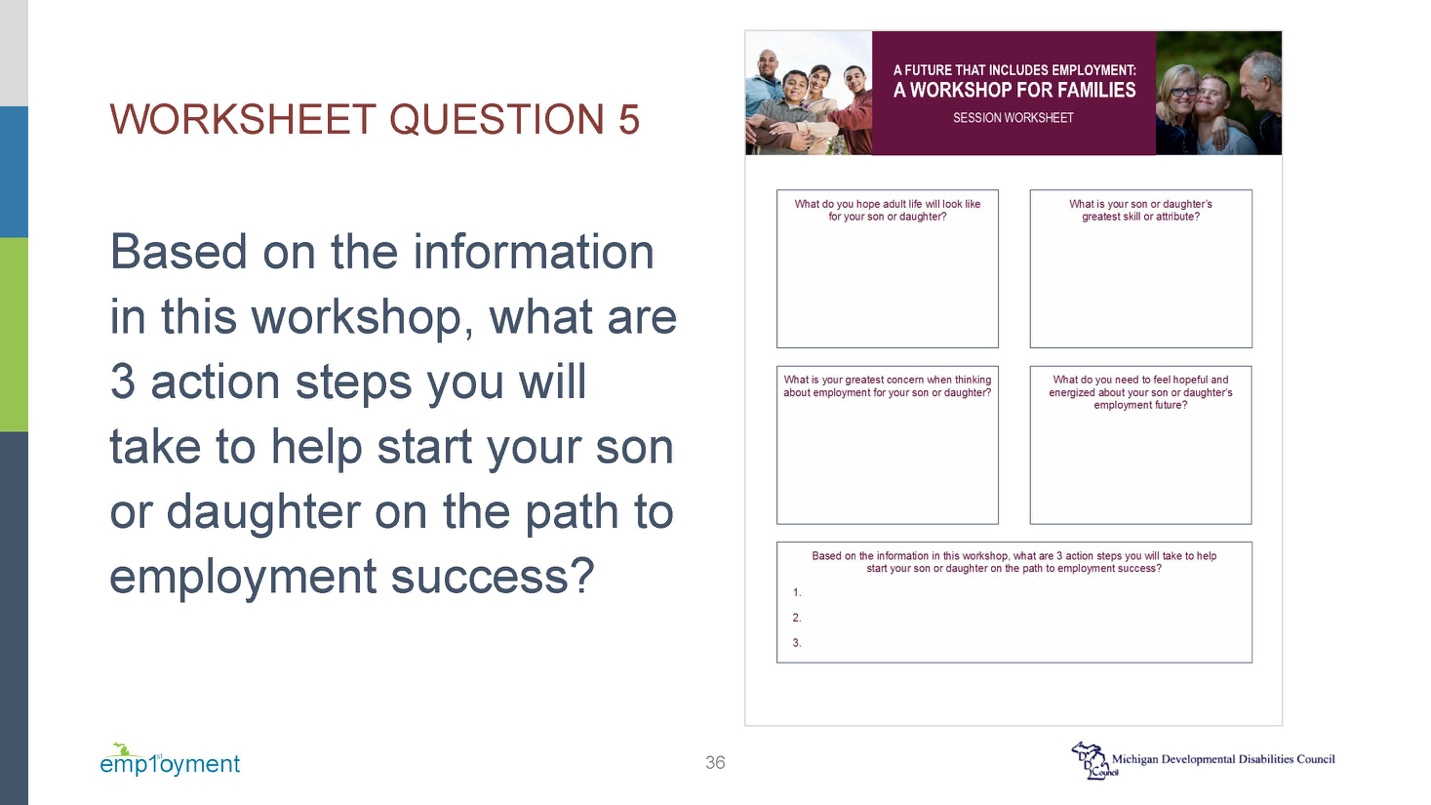 WORKSHEET QUESTION 5
Based on the information
in this workshop, what are
3 action steps you will
take to help start your son
or daughter on the path to
employment success?
A FUTURE THAT INCLUDES EMPLOYMENT:
A WORKSHOP FOR FAMILIES
SESSION WORKSHEET
What do you hope adult life will look like
for your son or daughter?
What is your son or daughter's
greatest skill or attribute?
What is your greatest concern when thinking
about employment for your son or daughter?
What do you need to feel hopeful and
energized about your son or daughter's
employment future?
Based on the information in this workshop, what are 3 action steps you will take to help
start your son or daughter on the path to employment success?
1.
2.
3.
emp1st oyment
36
DD Council
Michigan Developmental Disabilities Council